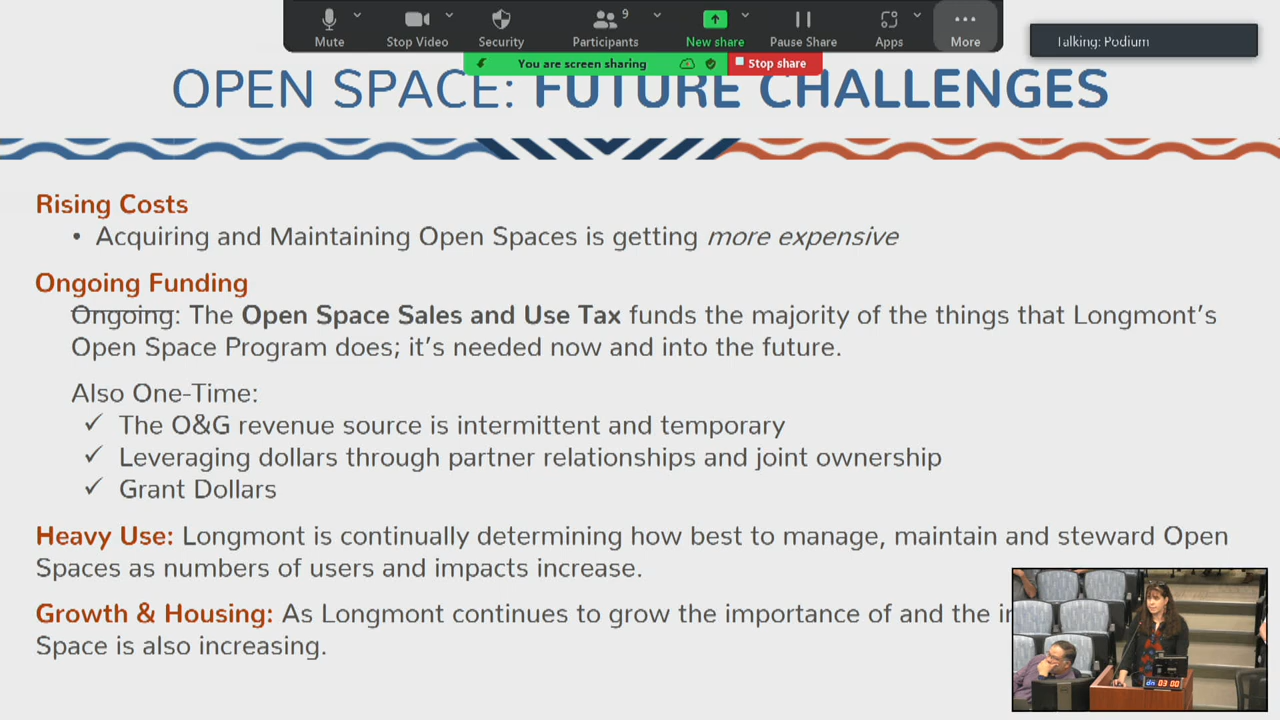 9
Mute
Stop Video
Security
Participants
New share
Pause Share
Apps
More
Talking: Podium
You are screen sharing
Stop share
OPEN SPACE: FUTURE CHALLENGES
Rising Costs
• Acquiring and Maintaining Open Spaces is getting more expensive
Ongoing Funding
Ongoing: The Open Space Sales and Use Tax funds the majority of the things that Longmont's
Open Space Program does; it's needed now and into the future.
Also One-Time:
✓ The O&G revenue source is intermittent and temporary
✓ Leveraging dollars through partner relationships and joint ownership
✓ Grant Dollars
Heavy Use: Longmont is continually determining how best to manage, maintain and steward Open
Spaces as numbers of users and impacts increase.
Growth & Housing: As Longmont continues to grow the importance of and the
Space is also increasing.
03 00